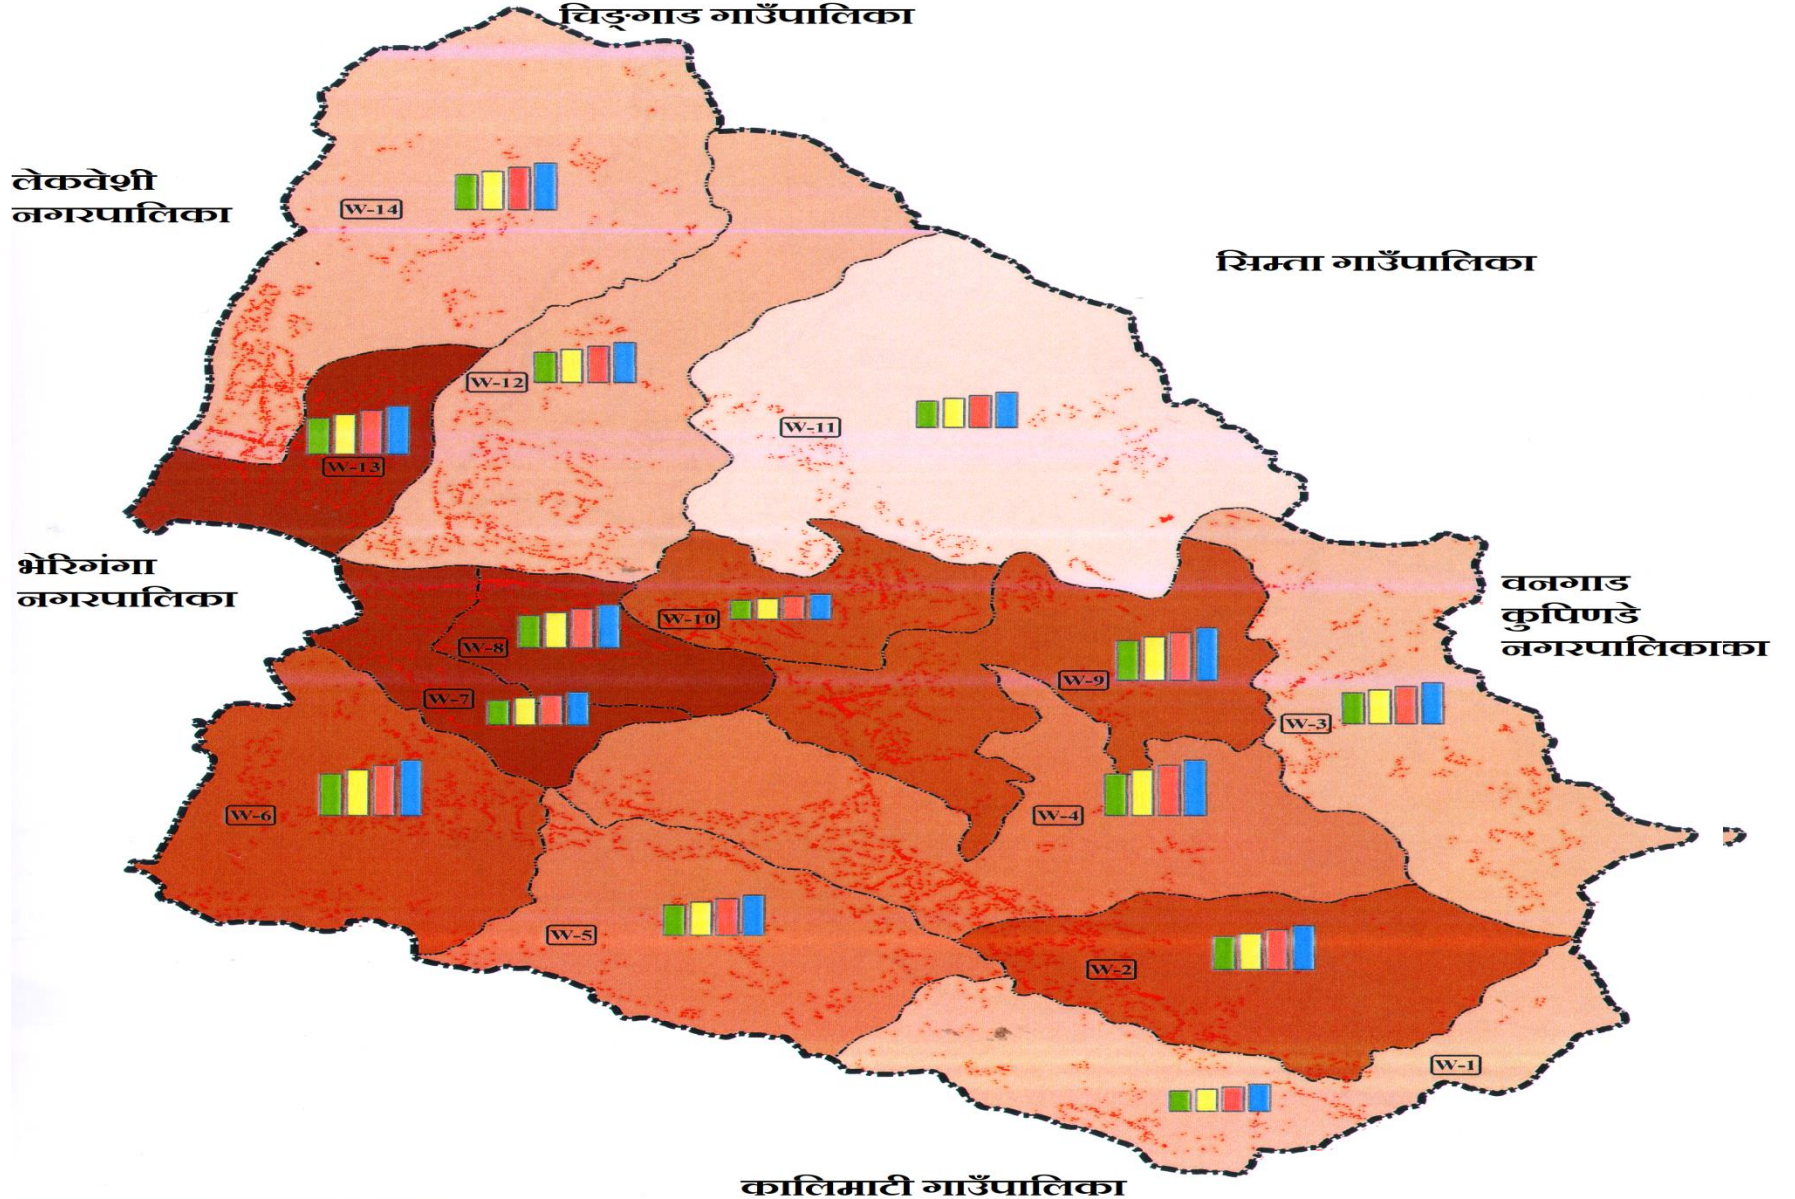 चिङ्गाड गाउँपालिका
लेकवेशी
नगरपालिका
W-14
सिम्ता गाउँपालिका
W-12
W-11
W-13
भेरिगंगा
नगरपालिका
वनगाड
कुपिणडे
नगरपालिकाका
W-10
W-8
W-9
W-7
W-3
W-6
W-4
W-5
W-2
W-1
कालिमाटी गाउँपालिका